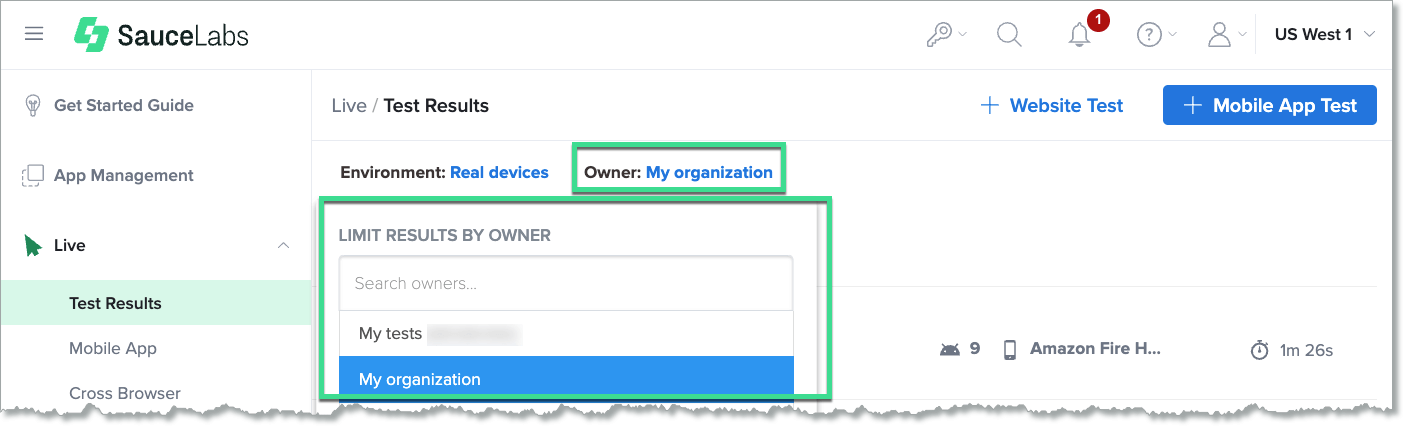 SauceLabs
1
?
US West 1
Get Started Guide
App Management
Live
Test Results
Mobile App
Cross Browser
Live / Test Results
+ Website Test
+ Mobile App Test
Environment: Real devices
Owner: My organization
LIMIT RESULTS BY OWNER
Search owners...
My tests
My organization
9 Amazon Fire H... 1m 26s